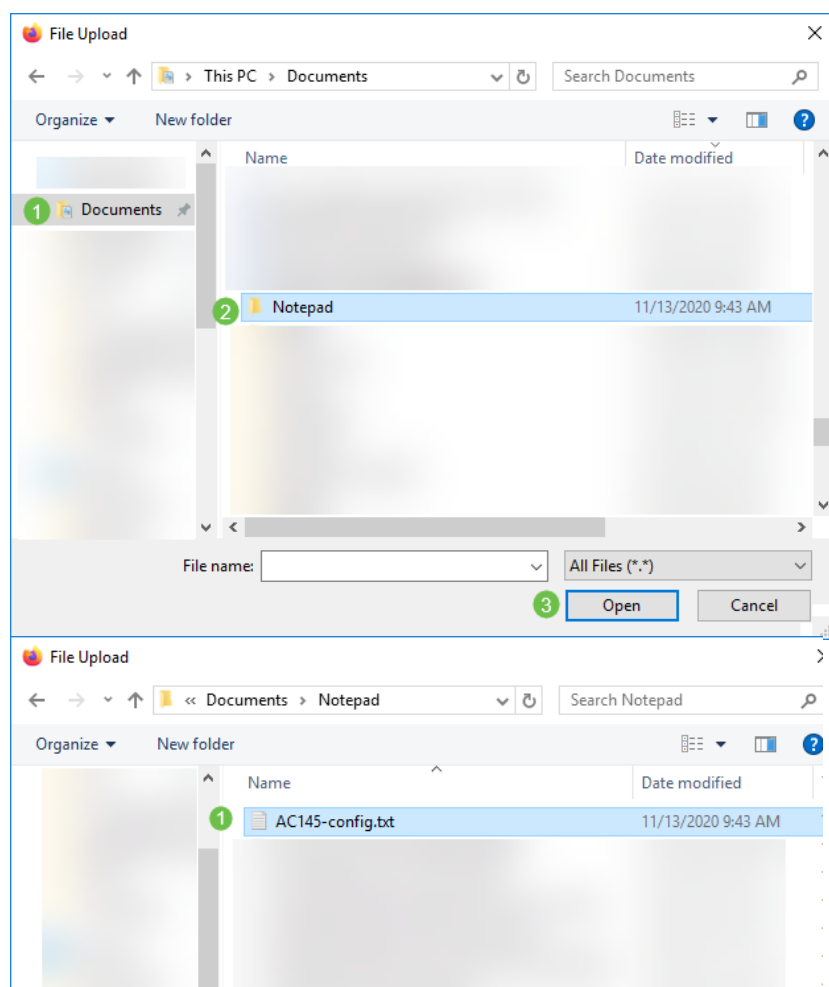 File Upload
This PC > Documents
Search Documents
Organize
New folder
Name
Date modified
1
Documents
2
Notepad
11/13/2020 9:43 AM
File name:
All Files (*.*)
3
Open
Cancel
File Upload
« Documents > Notepad
Search Notepad
Organize
New folder
?
Name
Date modified
1
AC145-config.txt
11/13/2020 9:43 AM